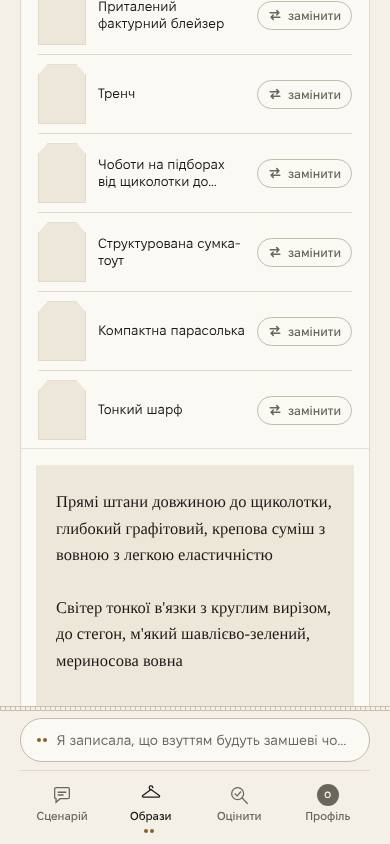 Приталений
фактурний блейзер
замінити
Тренч
замінити
Чоботи на підборах
від щиколотки до…
замінити
Структурована сумка-
тоут
замінити
Компактна парасолька
замінити
Тонкий шарф
замінити
Прямі штани довжиною до щиколотки,
глибокий графітовий, крепова суміш з
вовною з легкою еластичністю
Світер тонкої в'язки з круглим вирізом,
до стегон, м'який шавлієво-зелений,
мериносова вовна
Я записала, що взуттям будуть замшеві чо…
Сценарій
Образи
Оцінити
О
Профіль